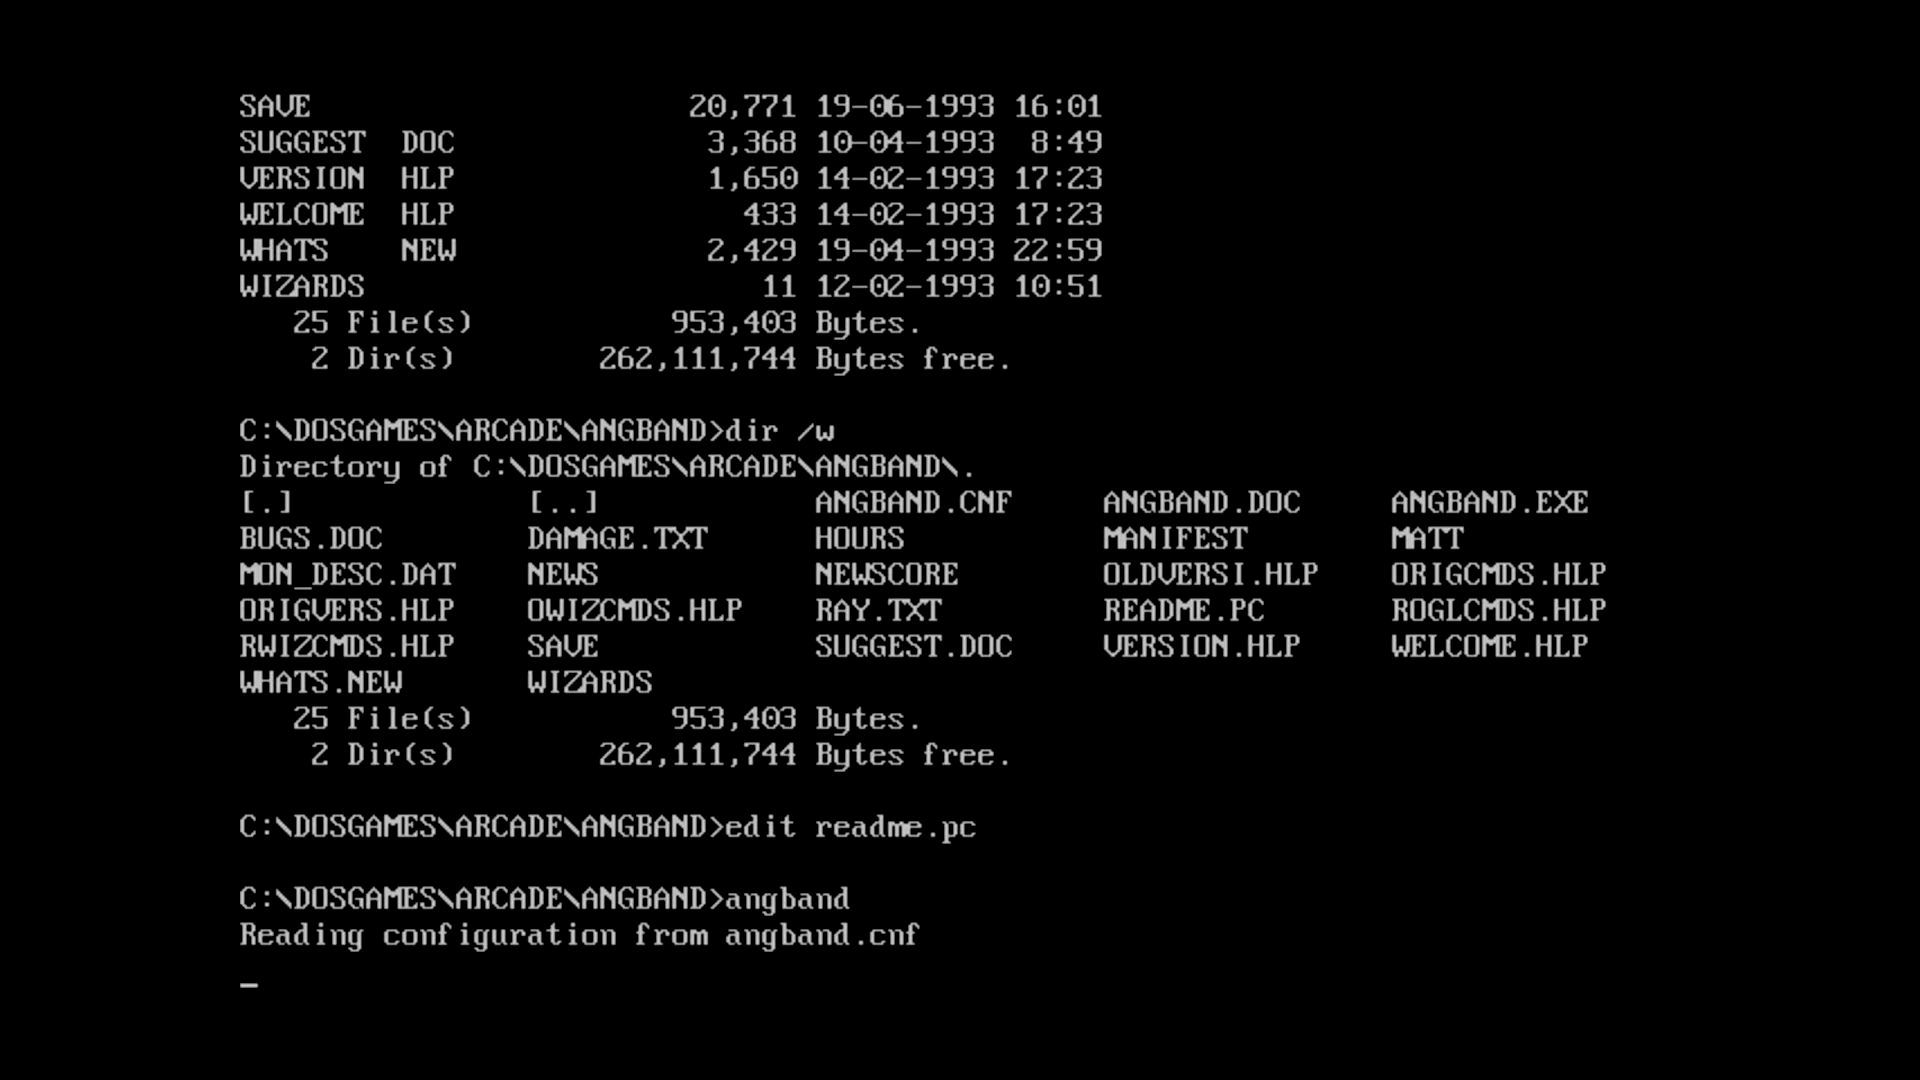 SAVE                     20,771 19-06-1993 16:01
SUGGEST  DOC              3,368 10-04-1993  8:49
VERSION  HLP              1,650 14-02-1993 17:23
WELCOME  HLP                433 14-02-1993 17:23
WHATS    NEW              2,429 19-04-1993 22:59
WIZARDS                      11 12-02-1993 10:51
   25 File(s)           953,403 Bytes.
    2 Dir(s)        262,111,744 Bytes free.
C:\DOSGAMES\ARCADE\ANGBAND>dir /w
Directory of C:\DOSGAMES\ARCADE\ANGBAND\.
[.]             [..]            ANGBAND.CNF     ANGBAND.DOC     ANGBAND.EXE
BUGS.DOC        DAMAGE.TXT      HOURS           MANIFEST        MATT
MON_DESC.DAT    NEWS            NEWSCORE        OLDVERSI.HLP    ORIGCMDS.HLP
ORIGVERS.HLP    OWIZCMDS.HLP    RAY.TXT         README.PC       ROGLCMDS.HLP
RWIZCMDS.HLP    SAVE            SUGGEST.DOC     VERSION.HLP     WELCOME.HLP
WHATS.NEW       WIZARDS
   25 File(s)           953,403 Bytes.
    2 Dir(s)        262,111,744 Bytes free.
C:\DOSGAMES\ARCADE\ANGBAND>edit readme.pc
C:\DOSGAMES\ARCADE\ANGBAND>angband
Reading configuration from angband.cnf
_